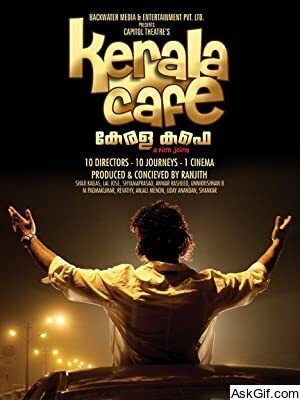 BACKWATER MEDIA & ENTERTAINMENT PVT. LTD.
PRESENTS
CAPITOL THEATRE'S
Kerala
Cafe
കേരള കഫെ
a film joint
10 DIRECTORS - 10 JOURNEYS - 1 CINEMA
PRODUCED & CONCIEVED BY RANJITH
SHAJI KAILAS, LAL JOSE, SHYAMAPRASAD, ANWAR RASHEED, UNNIKRISHNAN B
M PADMAKUMAR, REVATHY, ANJALI MENON, UDAY ANANDAN, SHANKAR
AskGif.com